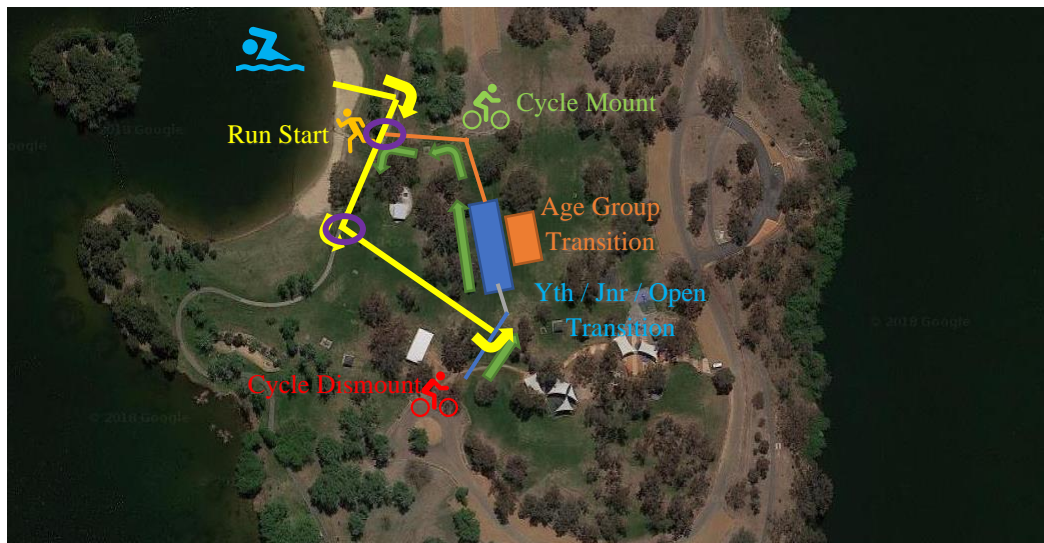 Cycle Mount
Run Start
Age Group
Transition
Yth / Jnr / Open
Transition
Cycle Dismount
© 2018 Google
© 2018 Google
2018 Google